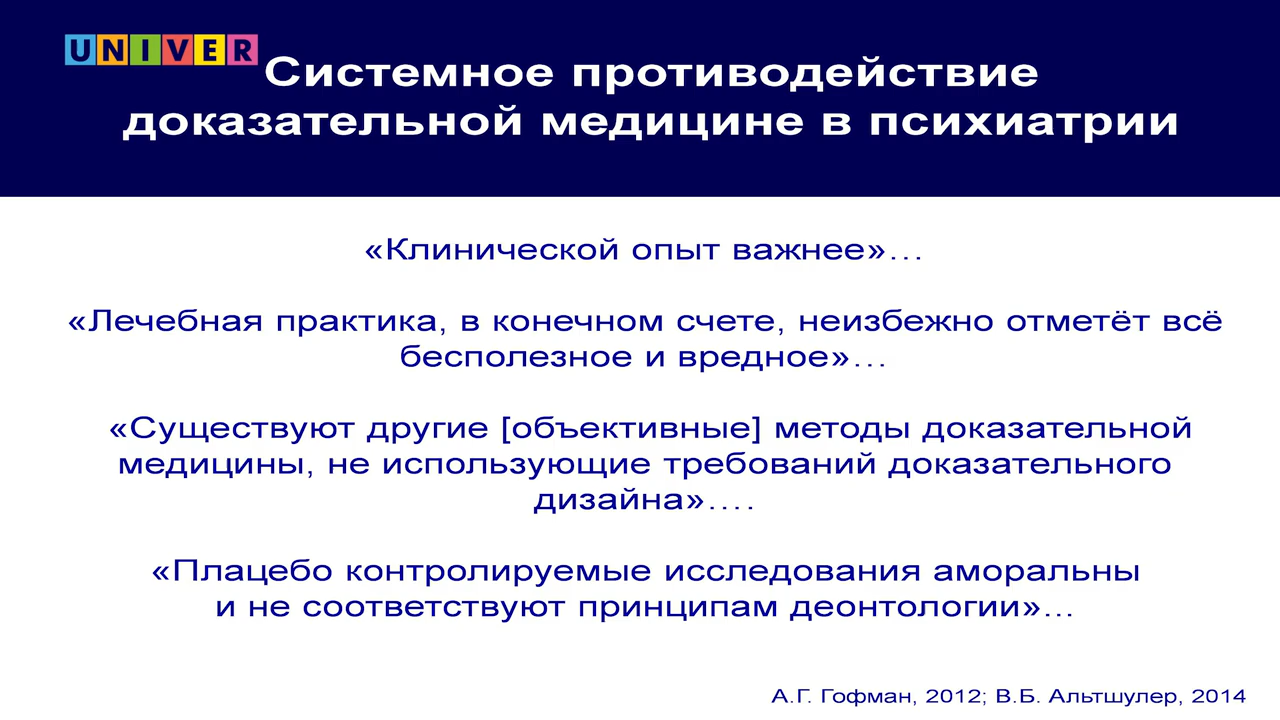 UNIVER
Системное противодействие
доказательной медицине в психиатрии
«Клинической опыт важнее»…
«Лечебная практика, в конечном счете, неизбежно отметёт всё
бесполезное и вредное»…
«Существуют другие [объективные] методы доказательной
медицины, не использующие требований доказательного
дизайна»….
«Плацебо контролируемые исследования аморальны
и не соответствуют принципам деонтологии»…
А.Г. Гофман, 2012; В.Б. Альтшулер, 2014